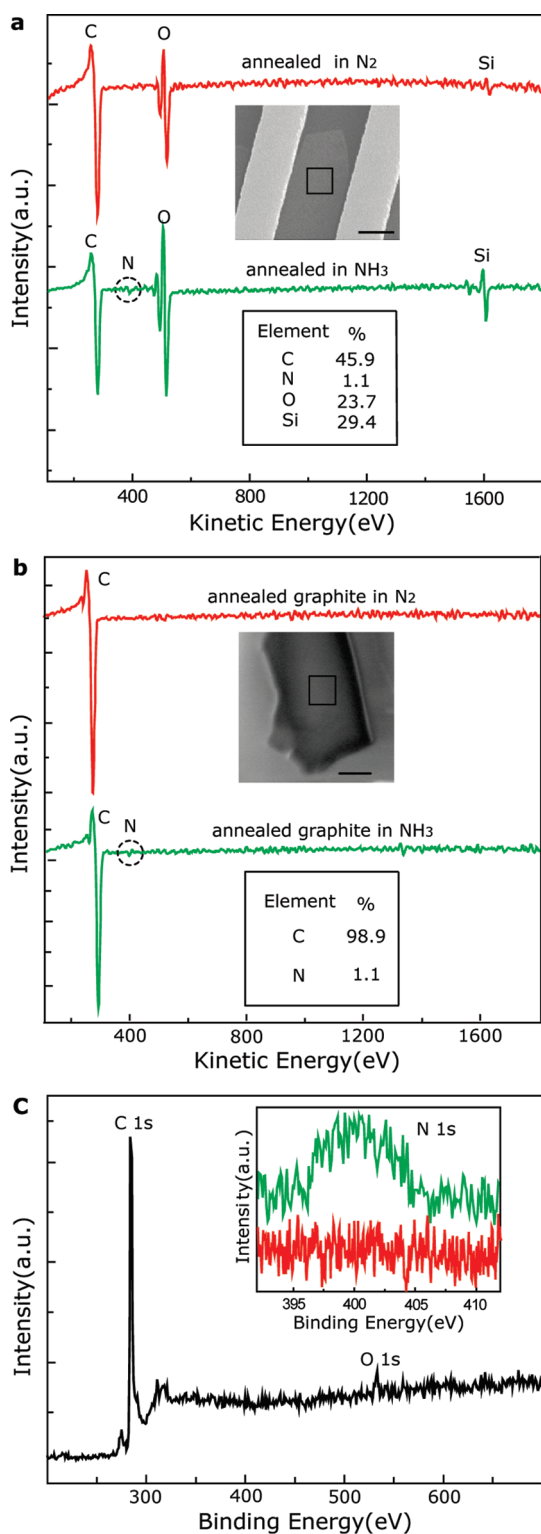 a
C
O
annealed in N2
Si
C
N
O
annealed in NH3
Si
Element %
C 45.9
N 1.1
O 23.7
Si 29.4
Intensity(a.u.)
400 800 1200 1600
Kinetic Energy(eV)
b
C
annealed graphite in N2
C
N
annealed graphite in NH3
Element %
C 98.9
N 1.1
Intensity(a.u.)
400 800 1200 1600
Kinetic Energy(eV)
C
C 1s
N 1s
Intensity(a.u.)
395 400 405 410
Binding Energy(eV)
O 1s
Intensity(a.u.)
300 400 500 600
Binding Energy(eV)